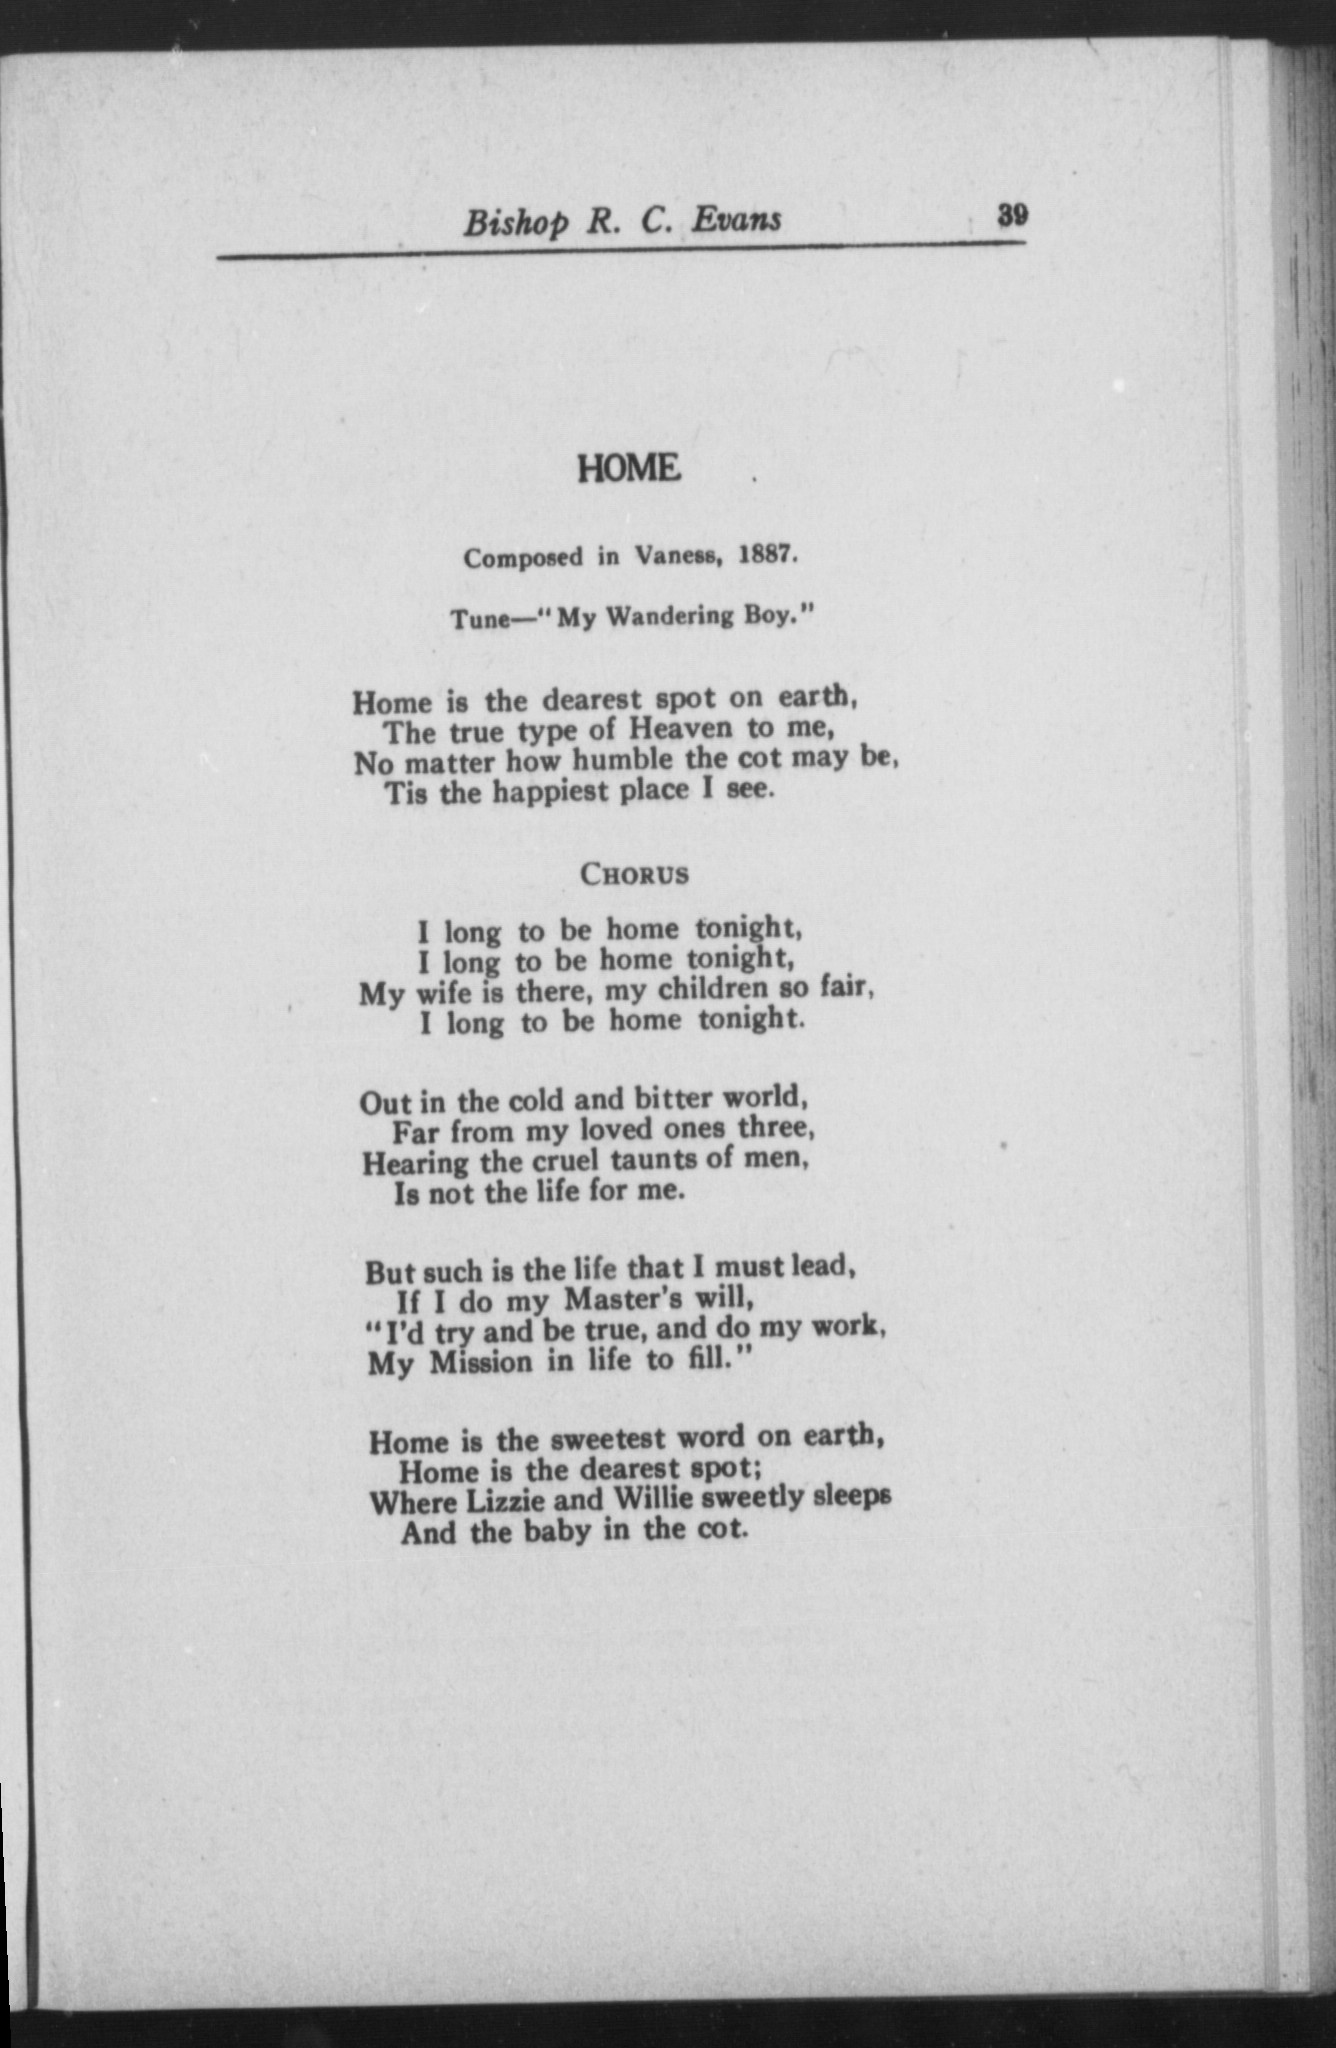 Bishop R. C. Evans 39
HOME
Composed in Vaness, 1887.
Tune—"My Wandering Boy."
Home is the dearest spot on earth,
The true type of Heaven to me,
No matter how humble the cot may be,
Tis the happiest place I see.
CHORUS
I long to be home tonight,
I long to be home tonight,
My wife is there, my children so fair,
I long to be home tonight.
Out in the cold and bitter world,
Far from my loved ones three,
Hearing the cruel taunts of men,
Is not the life for me.
But such is the life that I must lead,
If I do my Master's will,
"I'd try and be true, and do my work,
My Mission in life to fill."
Home is the sweetest word on earth,
Home is the dearest spot;
Where Lizzie and Willie sweetly sleeps
And the baby in the cot.